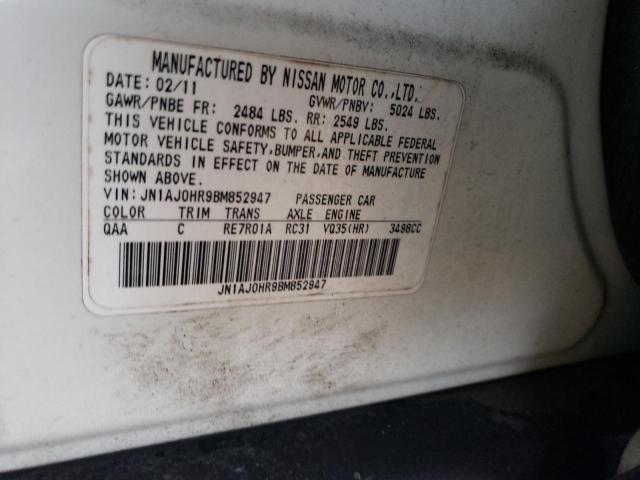 MANUFACTURED BY NISSAN MOTOR CO.,LTD.
DATE: 02/11 GVWR/PNBV: 5024 LBS.
GAWR/PNBE FR: 2484 LBS. RR: 2549 LBS.
THIS VEHICLE CONFORMS TO ALL APPLICABLE FEDERAL
MOTOR VEHICLE SAFETY,BUMPER,AND THEFT PREVENTION
STANDARDS IN EFFECT ON THE DATE OF MANUFACTURE
SHOWN ABOVE.
VIN: JN1AJ0HR9BM852947 PASSENGER CAR
COLOR TRIM TRANS AXLE ENGINE
QAA C RE7R01A RC31 VQ35(HR) 3498CC
JN1AJ0HR9BM852947